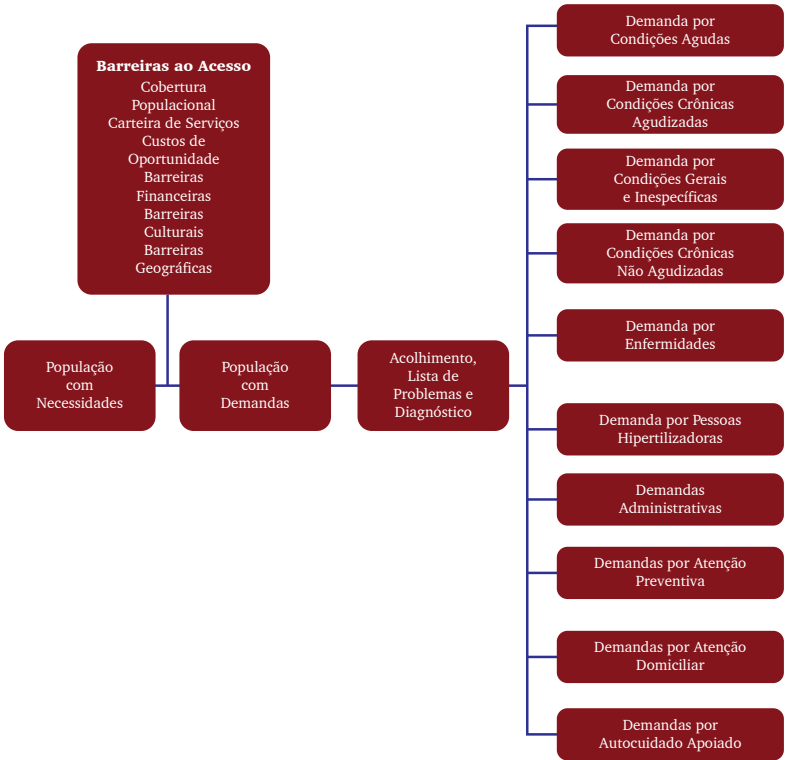 Barreiras ao Acesso
Cobertura
Populacional
Carteira de Serviços
Custos de
Oportunidade
Barreiras
Financeiras
Barreiras
Culturais
Barreiras
Geográficas
População
com
Necessidades
População
com
Demandas
Acolhimento,
Lista de
Problemas e
Diagnóstico
Demanda por
Condições Agudas
Demanda por
Condições Crônicas
Agudizadas
Demanda por
Condições Gerais
e Inespecíficas
Demanda por
Condições Crônicas
Não Agudizadas
Demanda por
Enfermidades
Demanda por Pessoas
Hipertilizadoras
Demandas
Administrativas
Demandas por Atenção
Preventiva
Demandas por Atenção
Domiciliar
Demandas por
Autocuidado Apoiado